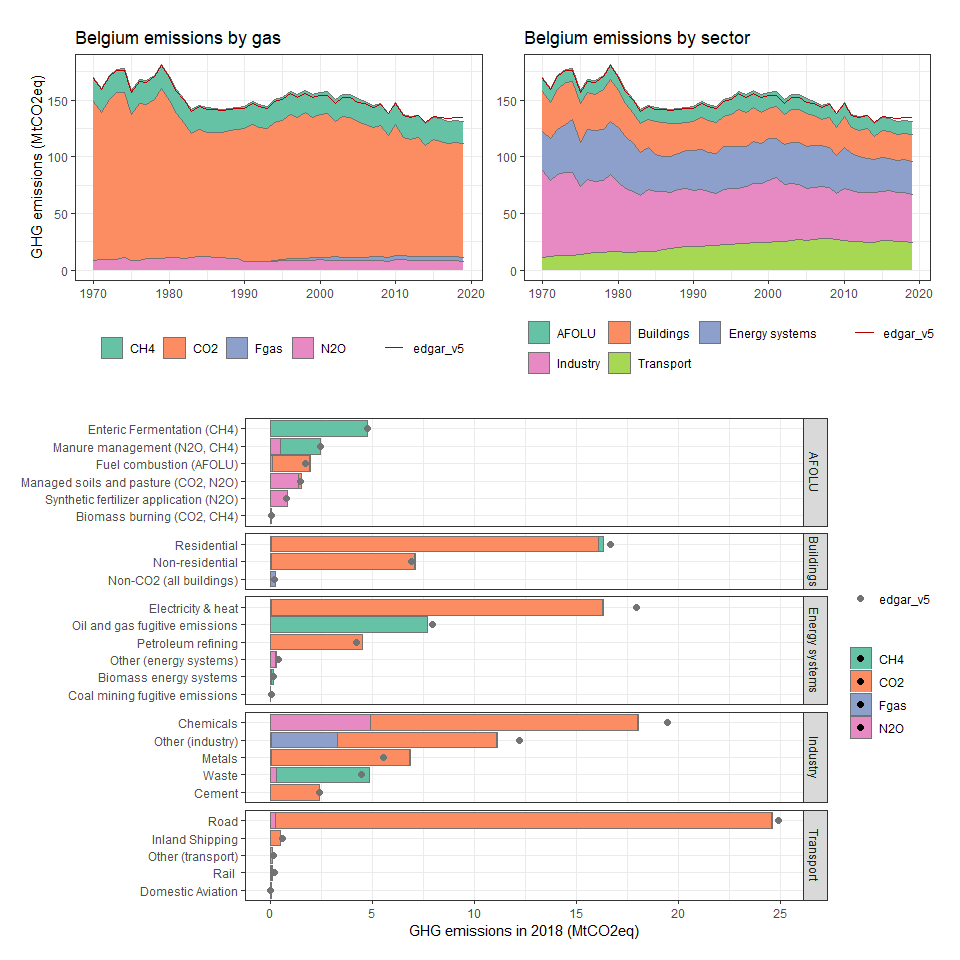 Belgium emissions by gas
GHG emissions (MtCO2eq)
150
100
50
0
1970
1980
1990
2000
2010
2020
CH4
CO2
Fgas
N2O
edgar_v5
Belgium emissions by sector
150
100
50
0
1970
1980
1990
2000
2010
2020
AFOLU
Buildings
Energy systems
edgar_v5
Industry
Transport
Enteric Fermentation (CH4)
Manure management (N2O, CH4)
Fuel combustion (AFOLU)
Managed soils and pasture (CO2, N2O)
Synthetic fertilizer application (N2O)
Biomass burning (CO2, CH4)
AFOLU
Residential
Non-residential
Non-CO2 (all buildings)
Buildings
Electricity & heat
Oil and gas fugitive emissions
Petroleum refining
Other (energy systems)
Biomass energy systems
Coal mining fugitive emissions
Energy systems
Chemicals
Other (industry)
Metals
Waste
Cement
Industry
Road
Inland Shipping
Other (transport)
Rail
Domestic Aviation
Transport
0
5
10
15
20
25
GHG emissions in 2018 (MtCO2eq)
edgar_v5
CH4
CO2
Fgas
N2O